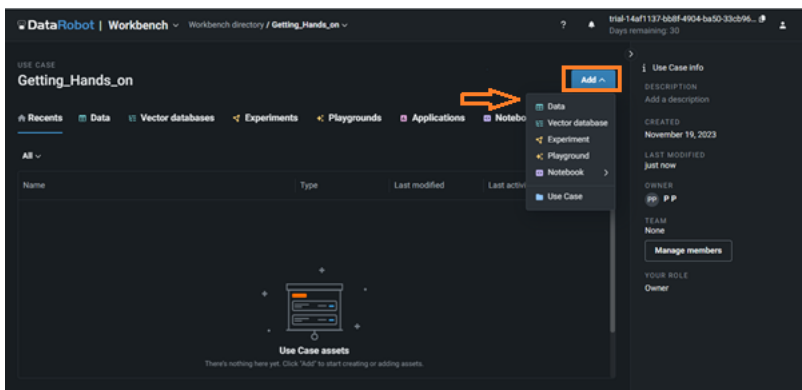 DataRobot | Workbench
Workbench directory / Getting_Hands_on
?
trial-14af1137-bb8f-4904-ba50-33cb96...
Days remaining: 30
USE CASE
Getting_Hands_on
Add
Recents Data Vector databases Experiments Playgrounds Applications Notebo
Data
Vector database
Experiment
Playground
Notebook
Use Case
All
Name Type Last modified Last activi
Use Case assets
There's nothing here yet. Click "Add" to start creating or adding assets.
Use Case info
DESCRIPTION
Add a description
CREATED
November 19, 2023
LAST MODIFIED
just now
OWNER
PP P P
TEAM
None
Manage members
YOUR ROLE
Owner